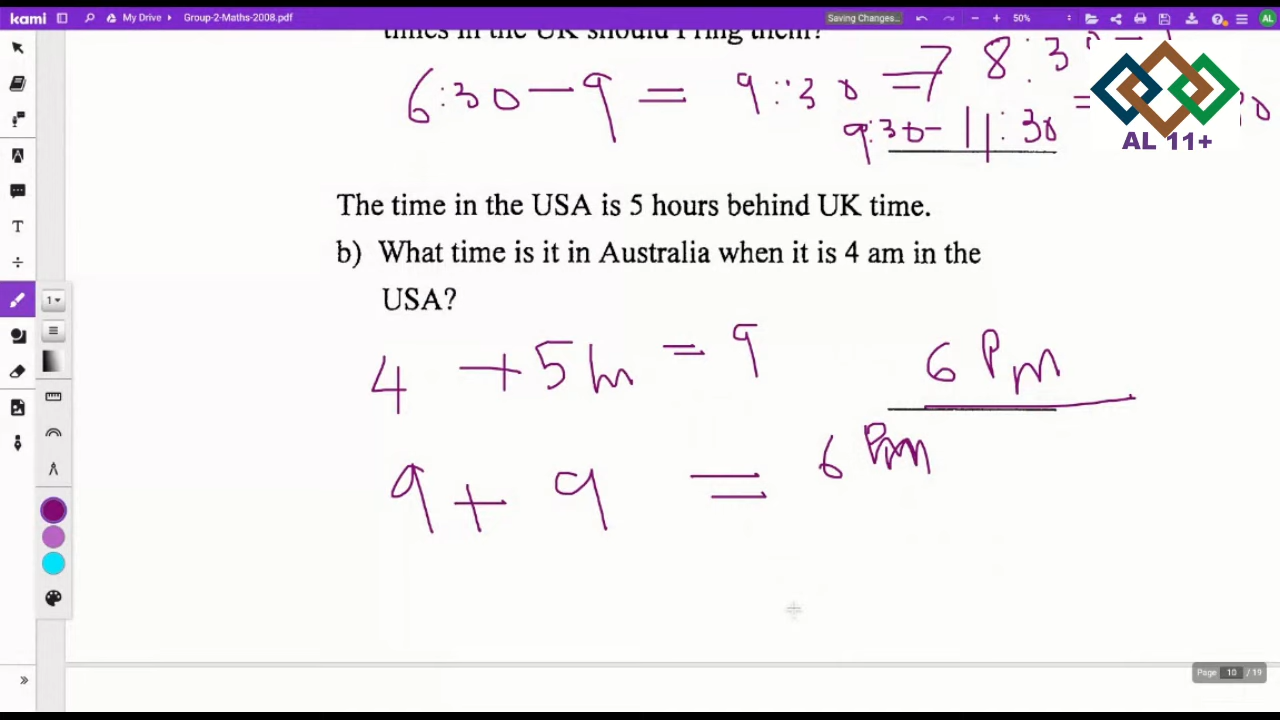 kami My Drive Group-2-Maths-2008.pdf Saving Changes... 50% AL
times in the UK should I ring them?
6:30 - 9 = 9:30 = 7
9:30 - 11:30
AL 11+
The time in the USA is 5 hours behind UK time.
b) What time is it in Australia when it is 4 am in the
USA?
4 + 5h = 9
6 Pm
9 + 9 = 6 Pm
Page 10 / 19